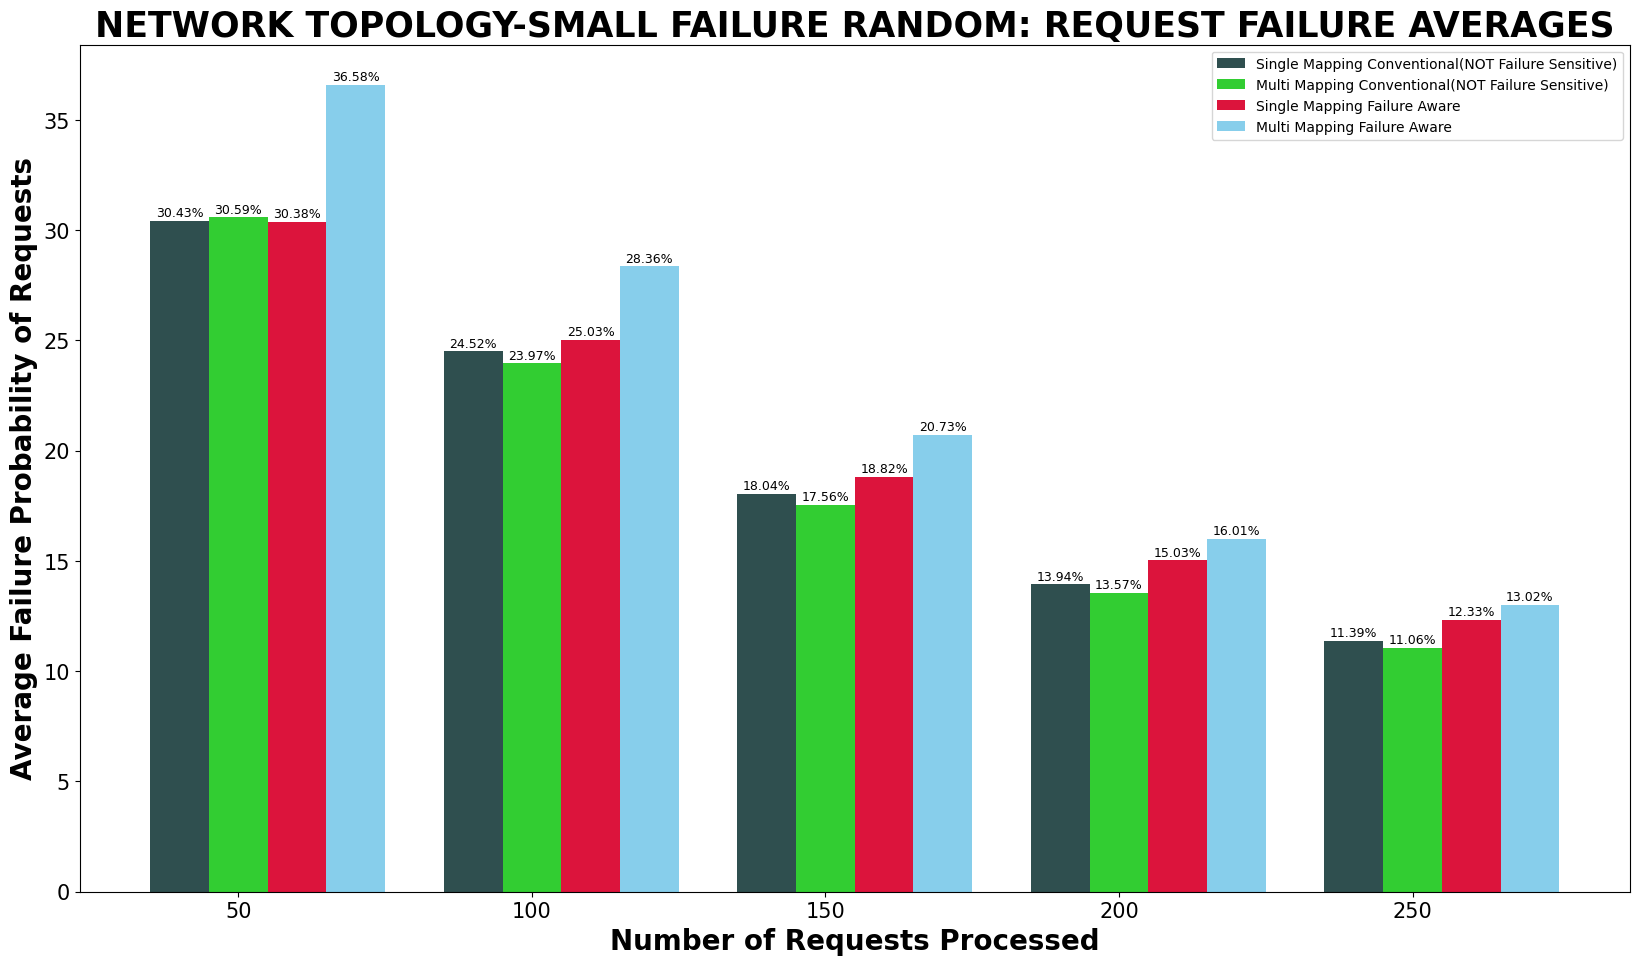 NETWORK TOPOLOGY-SMALL FAILURE RANDOM: REQUEST FAILURE AVERAGES
Single Mapping Conventional(NOT Failure Sensitive)
Multi Mapping Conventional(NOT Failure Sensitive)
Single Mapping Failure Aware
Multi Mapping Failure Aware
Average Failure Probability of Requests
35
30
25
20
15
10
5
0
30.43% 30.59% 30.38% 36.58%
24.52% 23.97% 25.03% 28.36%
18.04% 17.56% 18.82% 20.73%
13.94% 13.57% 15.03% 16.01%
11.39% 11.06% 12.33% 13.02%
50 100 150 200 250
Number of Requests Processed